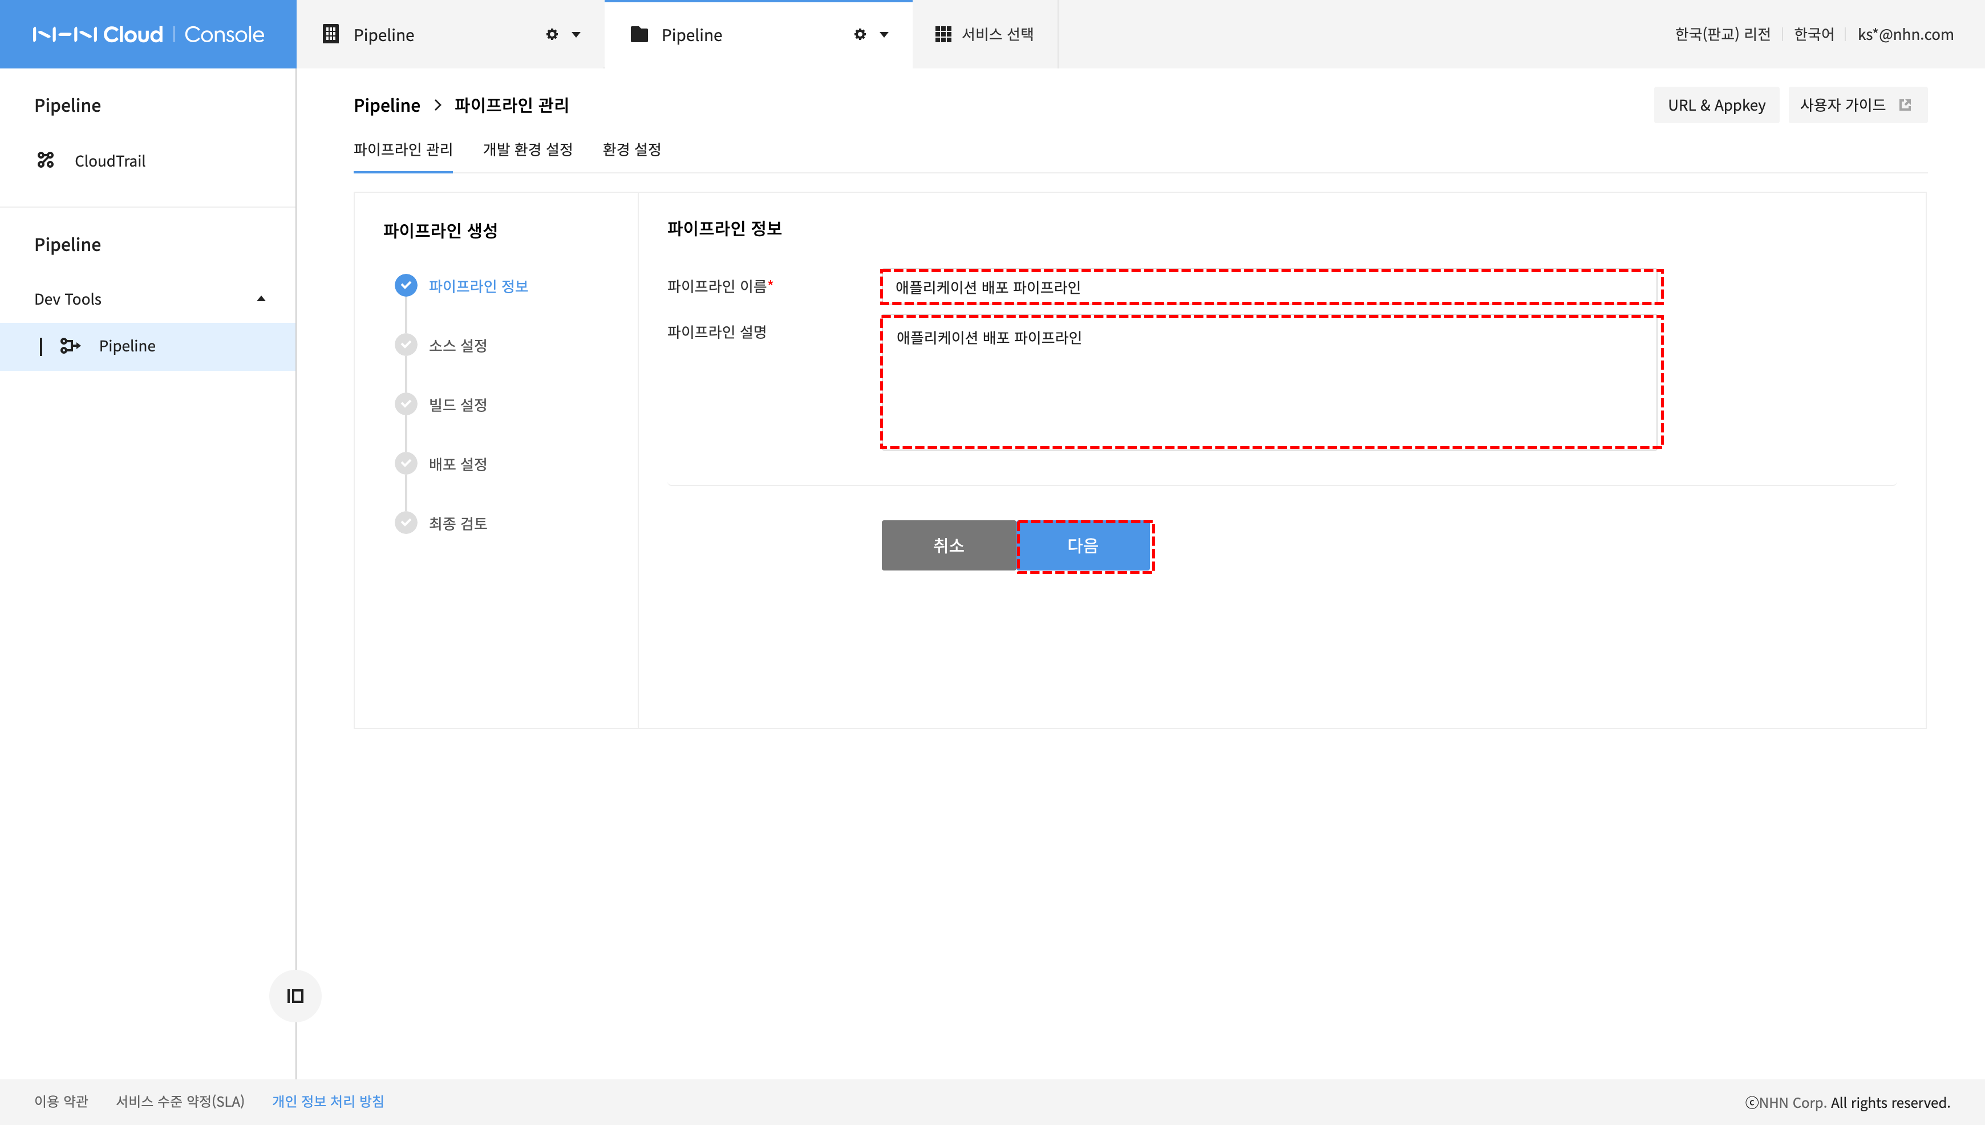 NHN Cloud | Console
Pipeline
Pipeline
서비스 선택
한국(판교) 리전
한국어
ks*@nhn.com
Pipeline
CloudTrail
Pipeline
Dev Tools
Pipeline
Pipeline > 파이프라인 관리
URL & Appkey
사용자 가이드
파이프라인 관리
개발 환경 설정
환경 설정
파이프라인 생성
파이프라인 정보
소스 설정
빌드 설정
배포 설정
최종 검토
파이프라인 정보
파이프라인 이름*
애플리케이션 배포 파이프라인
파이프라인 설명
애플리케이션 배포 파이프라인
취소
다음
이용 약관
서비스 수준 약정(SLA)
개인 정보 처리 방침
ⓒNHN Corp. All rights reserved.